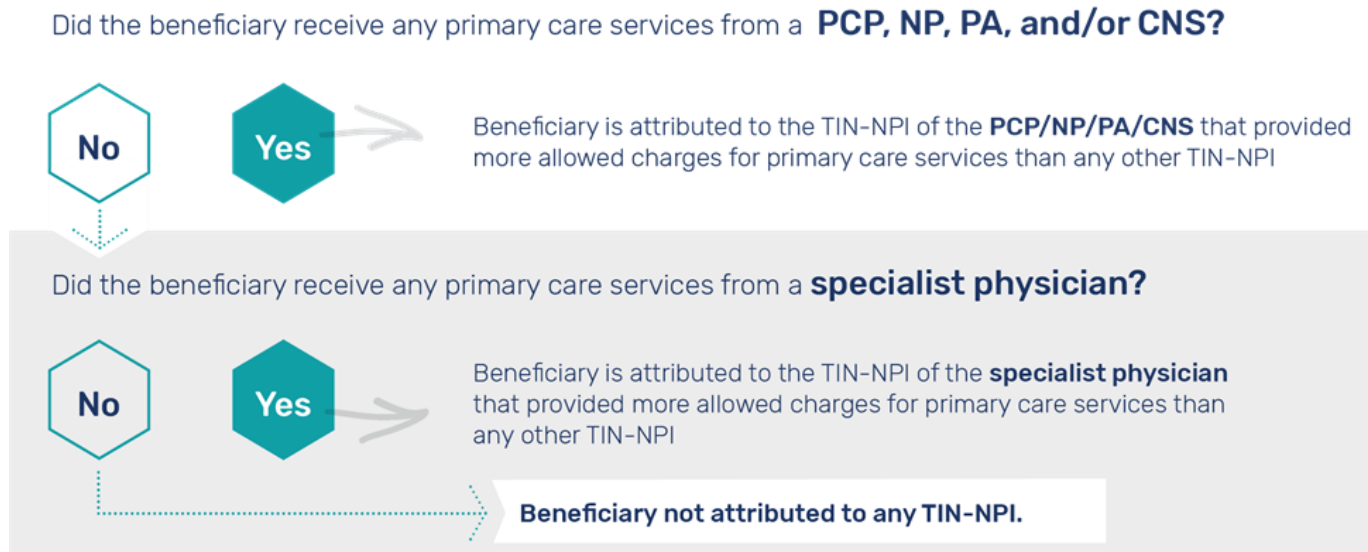 Did the beneficiary receive any primary care services from a PCP, NP, PA, and/or CNS?
No
Yes
Beneficiary is attributed to the TIN-NPI of the PCP/NP/PA/CNS that provided
more allowed charges for primary care services than any other TIN-NPI
Did the beneficiary receive any primary care services from a specialist physician?
No
Yes
Beneficiary is attributed to the TIN-NPI of the specialist physician
that provided more allowed charges for primary care services than
any other TIN-NPI
Beneficiary not attributed to any TIN-NPI.